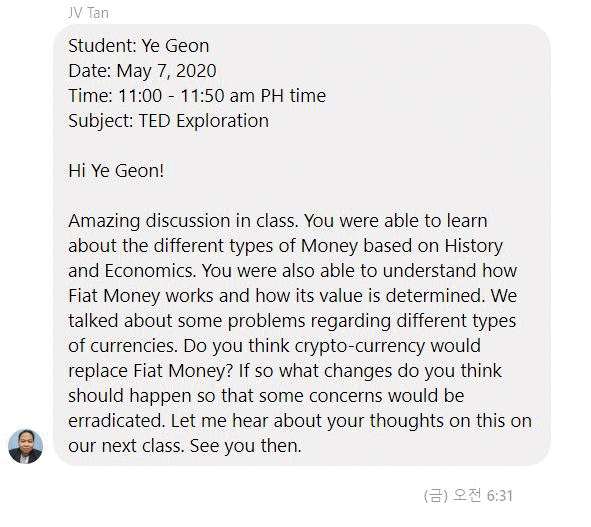 JV Tan
Student: Ye Geon
Date: May 7, 2020
Time: 11:00 - 11:50 am PH time
Subject: TED Exploration
Hi Ye Geon!
Amazing discussion in class. You were able to learn
about the different types of Money based on History
and Economics. You were also able to understand how
Fiat Money works and how its value is determined. We
talked about some problems regarding different types
of currencies. Do you think crypto-currency would
replace Fiat Money? If so what changes do you think
should happen so that some concerns would be
erradicated. Let me hear about your thoughts on this on
our next class. See you then.
(금) 오전 6:31